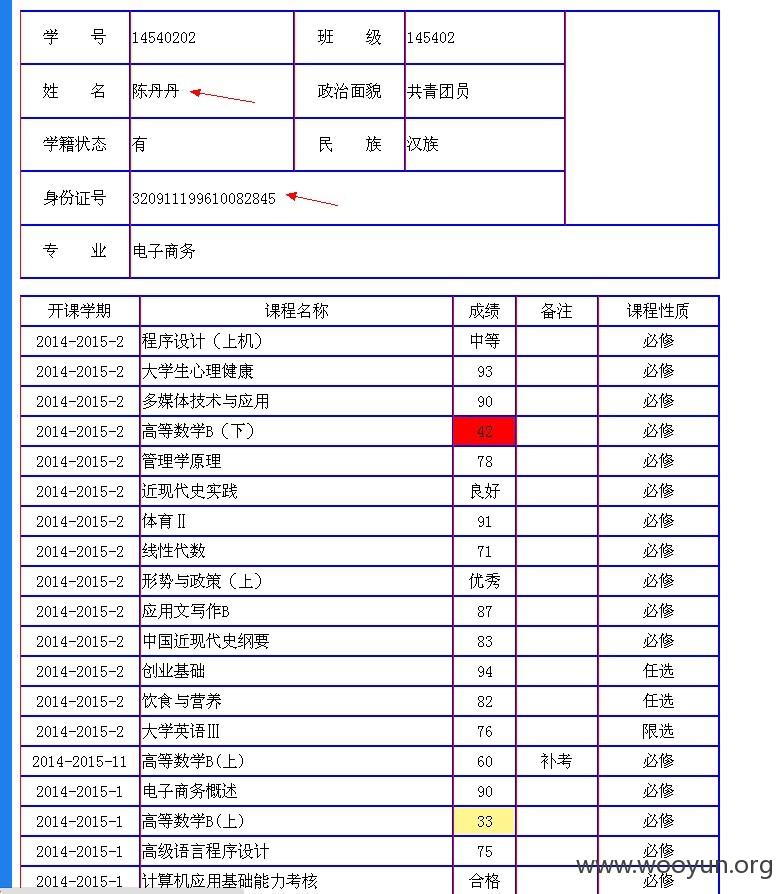 学 号 14540202 班 级 145402
姓 名 陈丹丹 政治面貌 共青团员
学籍状态 有 民 族 汉族
身份证号 320911199610082845
专 业 电子商务
开课学期 课程名称 成绩 备注 课程性质
2014-2015-2 程序设计（上机） 中等 必修
2014-2015-2 大学生心理健康 93 必修
2014-2015-2 多媒体技术与应用 90 必修
2014-2015-2 高等数学B（下） 42 必修
2014-2015-2 管理学原理 78 必修
2014-2015-2 近现代史实践 良好 必修
2014-2015-2 体育Ⅱ 91 必修
2014-2015-2 线性代数 71 必修
2014-2015-2 形势与政策（上） 优秀 必修
2014-2015-2 应用文写作B 87 必修
2014-2015-2 中国近现代史纲要 83 必修
2014-2015-2 创业基础 94 任选
2014-2015-2 饮食与营养 82 任选
2014-2015-2 大学英语Ⅲ 76 限选
2014-2015-11 高等数学B(上) 60 补考 必修
2014-2015-1 电子商务概述 90 必修
2014-2015-1 高等数学B(上) 33 必修
2014-2015-1 高级语言程序设计 75 必修
2014-2015-1 计算机应用基础能力考核 合格 必修
www.wooyun.org